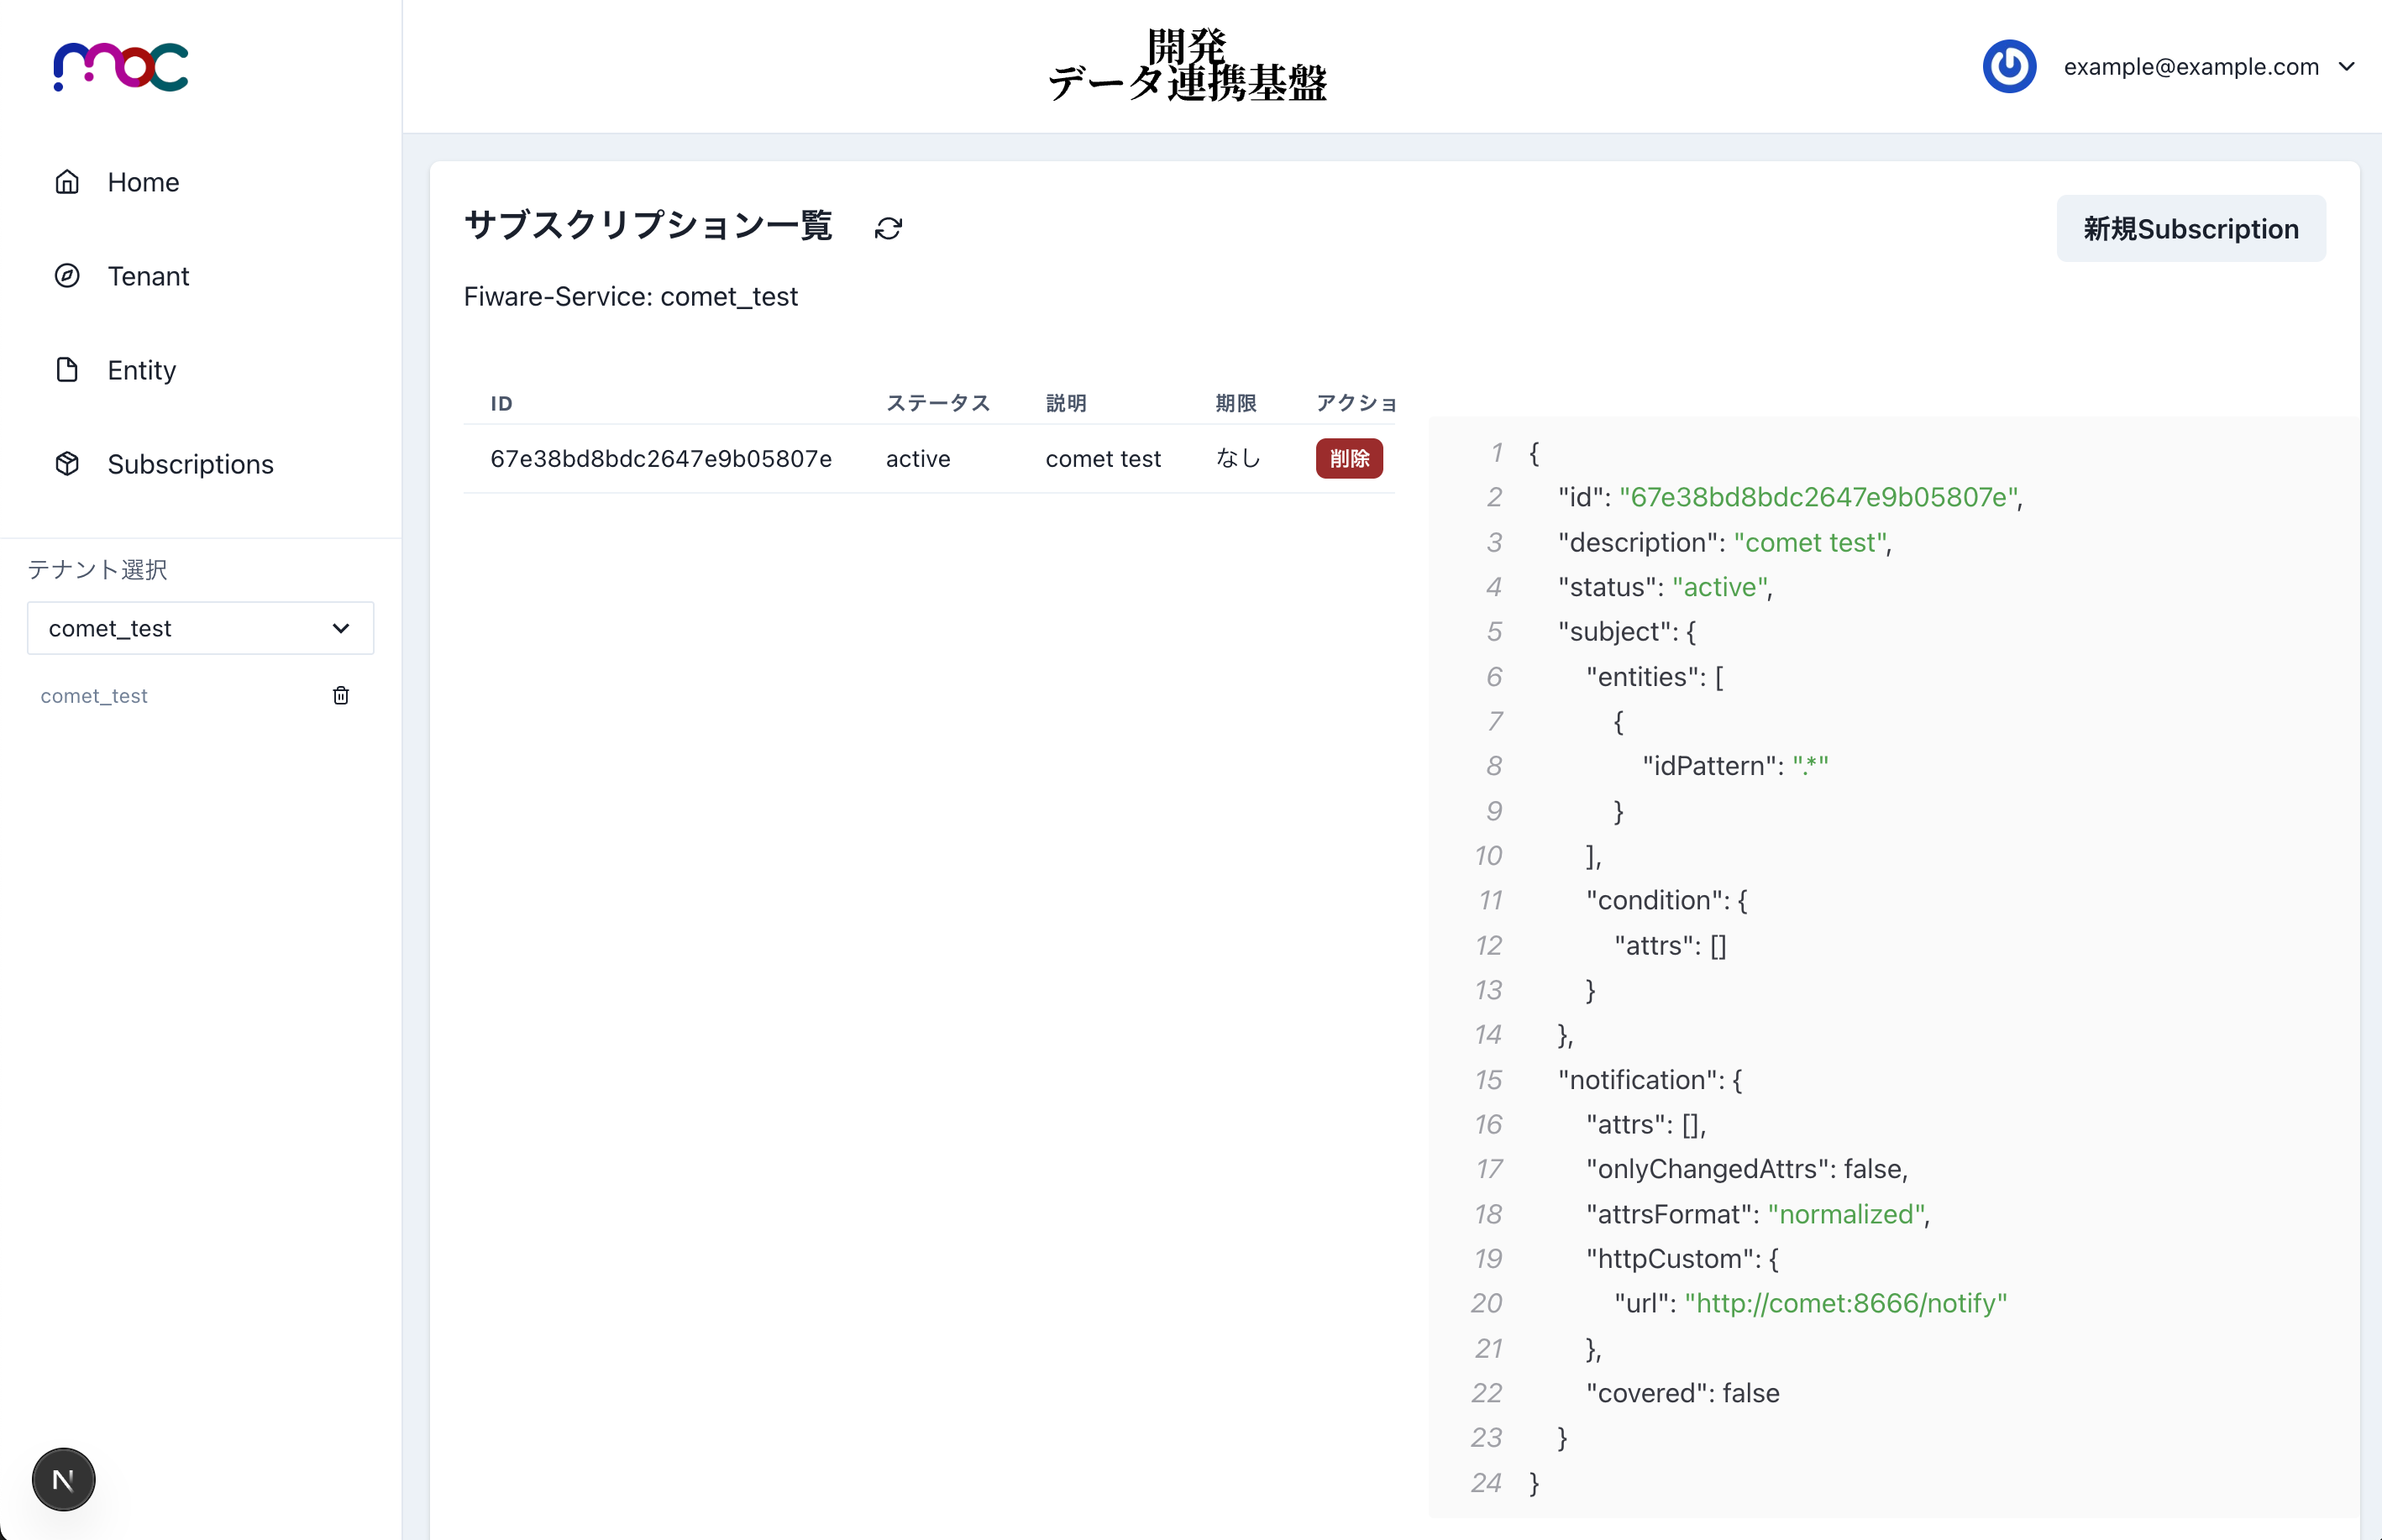 moc
開発
データ連携基盤
example@example.com
Home
Tenant
Entity
Subscriptions
テナント選択
comet_test
comet_test
サブスクリプション一覧
新規Subscription
Fiware-Service: comet_test
ID ステータス 説明 期限 アクショ
67e38bd8bdc2647e9b05807e active comet test なし 削除
1 {
2 "id": "67e38bd8bdc2647e9b05807e",
3 "description": "comet test",
4 "status": "active",
5 "subject": {
6 "entities": [
7 {
8 "idPattern": ".*"
9 }
10 ],
11 "condition": {
12 "attrs": []
13 }
14 },
15 "notification": {
16 "attrs": [],
17 "onlyChangedAttrs": false,
18 "attrsFormat": "normalized",
19 "httpCustom": {
20 "url": "http://comet:8666/notify"
21 },
22 "covered": false
23 }
24 }
N